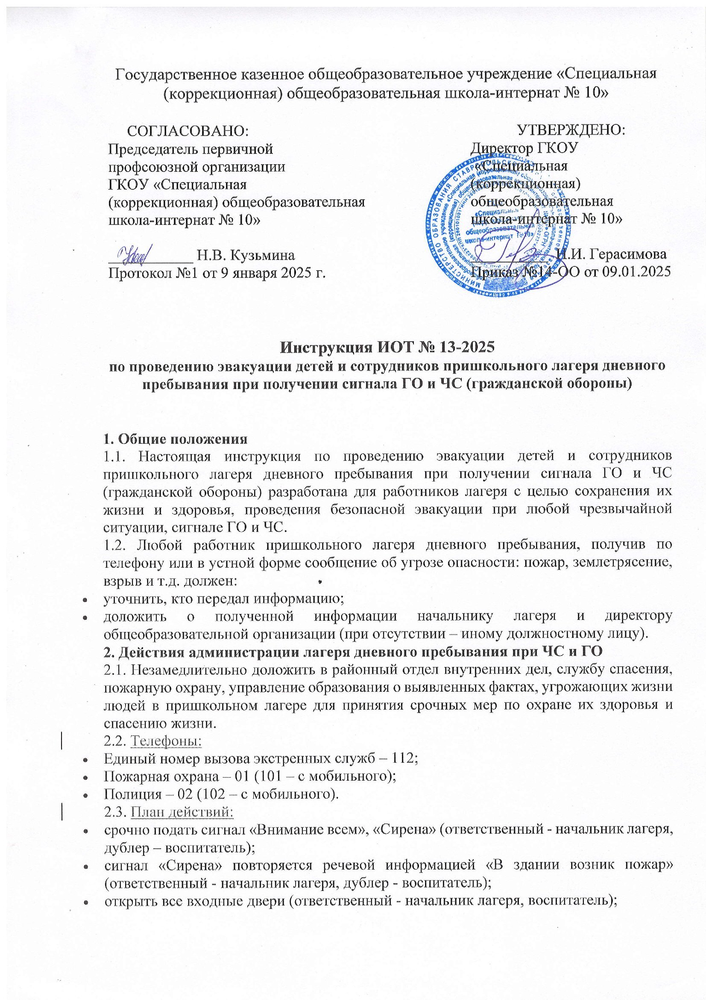 Государственное казенное общеобразовательное учреждение «Специальная
(коррекционная) общеобразовательная школа-интернат № 10»
СОГЛАСОВАНО:
Председатель первичной
профсоюзной организации
ГКОУ «Специальная
(коррекционная) общеобразовательная
школа-интернат № 10»
Н.В. Кузьмина
Протокол №1 от 9 января 2025 г.
УТВЕРЖДЕНО:
Директор ГКОУ
«Специальная
(коррекционная)
общеобразовательная
школа-интернат № 10»
Н.И. Герасимова
Приказ №14-ОО от 09.01.2025
Инструкция ИОТ № 13-2025
по проведению эвакуации детей и сотрудников пришкольного лагеря дневного
пребывания при получении сигнала ГО и ЧС (гражданской обороны)
1. Общие положения
1.1. Настоящая инструкция по проведению эвакуации детей и сотрудников
пришкольного лагеря дневного пребывания при получении сигнала ГО и ЧС
(гражданской обороны) разработана для работников лагеря с целью сохранения их
жизни и здоровья, проведения безопасной эвакуации при любой чрезвычайной
ситуации, сигнале ГО и ЧС.
1.2. Любой работник пришкольного лагеря дневного пребывания, получив по
телефону или в устной форме сообщение об угрозе опасности: пожар, землетрясение,
взрыв и т.д. должен:
• уточнить, кто передал информацию;
• доложить о полученной информации начальнику лагеря и директору
общеобразовательной организации (при отсутствии – иному должностному лицу).
2. Действия администрации лагеря дневного пребывания при ЧС и ГО
2.1. Незамедлительно доложить в районный отдел внутренних дел, службу спасения,
пожарную охрану, управление образования о выявленных фактах, угрожающих жизни
людей в пришкольном лагере для принятия срочных мер по охране их здоровья и
спасению жизни.
2.2. Телефоны:
• Единый номер вызова экстренных служб – 112;
• Пожарная охрана – 01 (101 – с мобильного);
• Полиция – 02 (102 – с мобильного).
2.3. План действий:
• срочно подать сигнал «Внимание всем», «Сирена» (ответственный - начальник лагеря,
дублер – воспитатель);
• сигнал «Сирена» повторяется речевой информацией «В здании возник пожар»
(ответственный - начальник лагеря, дублер - воспитатель);
• открыть все входные двери (ответственный - начальник лагеря, воспитатель);